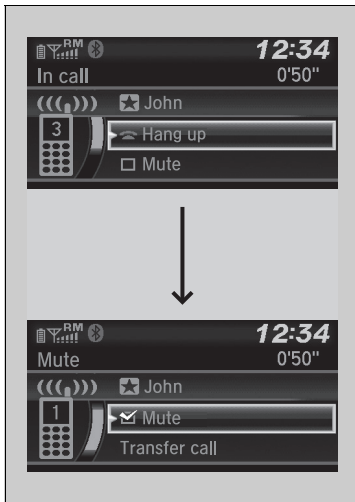 RM 12:34
In call 0'50"
John
3 Hang up
Mute
RM 12:34
Mute 0'50"
John
1 Mute
Transfer call